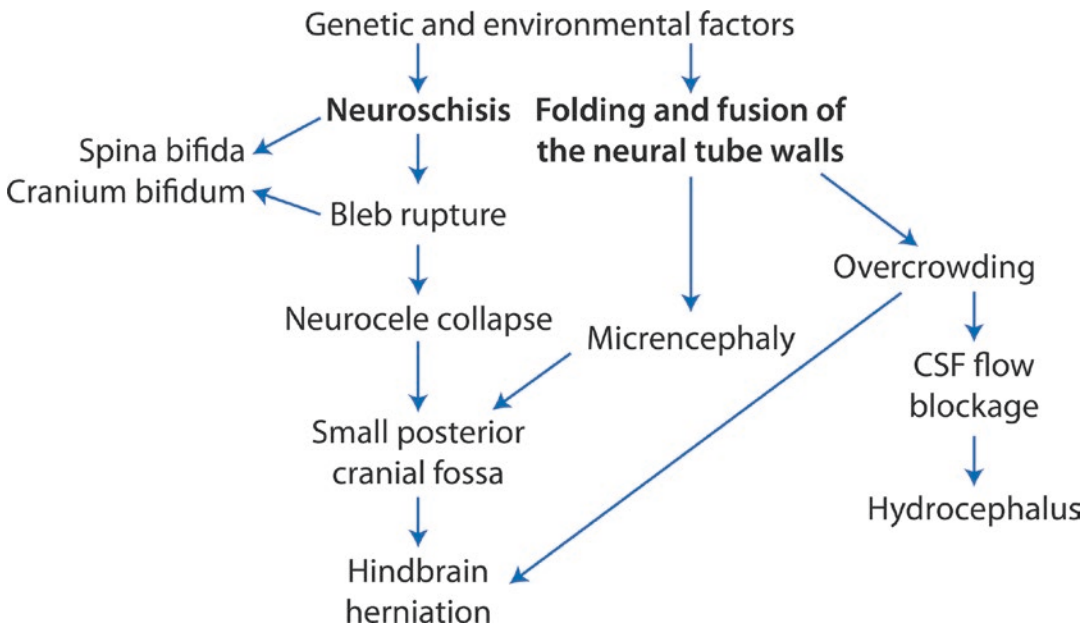 Genetic and environmental factors
Neuroschisis
Folding and fusion of
the neural tube walls
Spina bifida
Cranium bifidum
Bleb rupture
Overcrowding
Neurocele collapse
Micrencephaly
CSF flow
blockage
Small posterior
cranial fossa
Hydrocephalus
Hindbrain
herniation